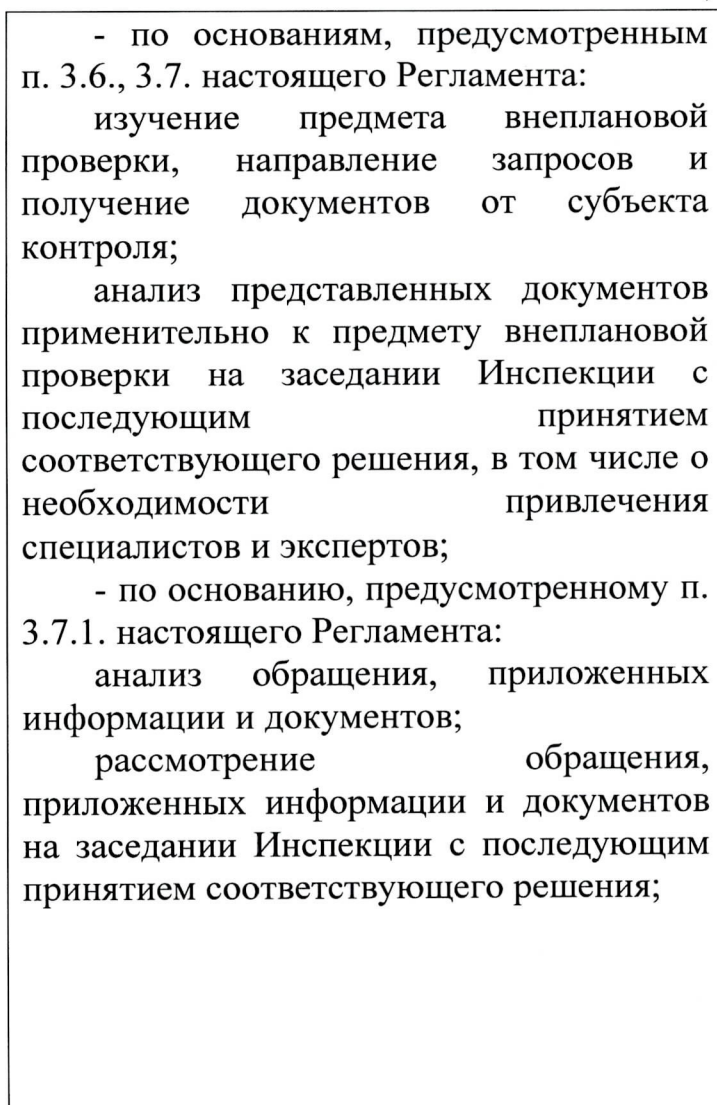 - по основаниям, предусмотренным
п. 3.6., 3.7. настоящего Регламента:
изучение предмета внеплановой
проверки, направление запросов и
получение документов от субъекта
контроля;
анализ представленных документов
применительно к предмету внеплановой
проверки на заседании Инспекции с
последующим принятием
соответствующего решения, в том числе о
необходимости привлечения
специалистов и экспертов;
- по основанию, предусмотренному п.
3.7.1. настоящего Регламента:
анализ обращения, приложенных
информации и документов;
рассмотрение обращения,
приложенных информации и документов
на заседании Инспекции с последующим
принятием соответствующего решения;